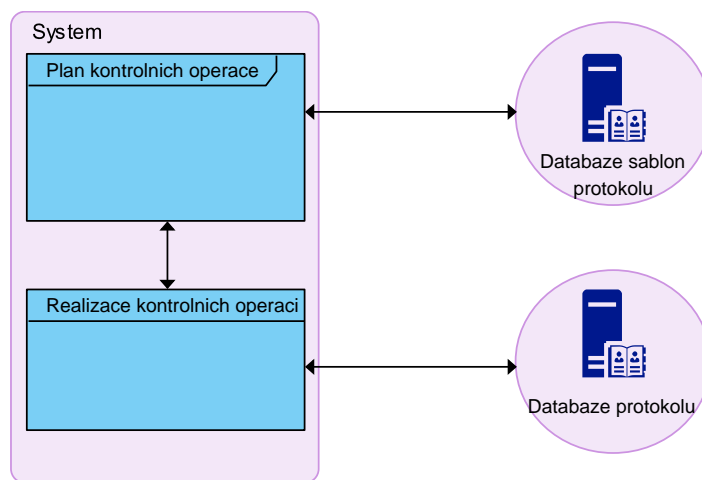 System
Plan kontrolnich operace
Databaze sablon
protokolu
Realizace kontrolnich operaci
Databaze protokolu